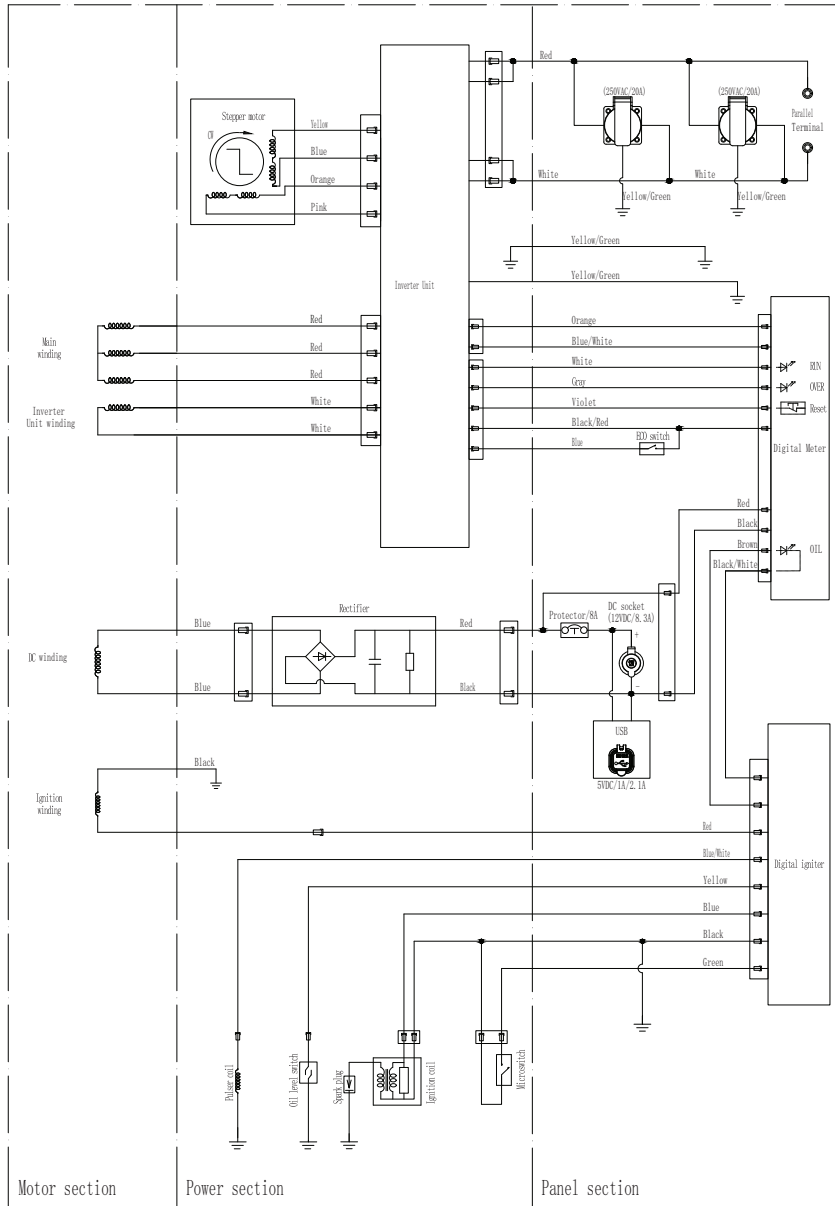 Red
(250VAC/20A)
(250VAC/20A)
Parallel
Terminal
White
White
Yellow/Green
Yellow/Green
Stepper motor
CW
Yellow
Blue
Orange
Pink
Inverter Unit
Yellow/Green
Yellow/Green
Main
winding
Inverter
Unit winding
Red
Red
Red
White
White
Orange
Blue/White
White
RUN
Gray
OVER
Violet
Reset
Black/Red
Blue
ECO switch
Digital Meter
Red
Black
Brown
OIL
Black/White
DC winding
Blue
Blue
Rectifier
Red
Black
Protector/8A
DC socket
(12VDC/8.3A)
+
-
USB
5VDC/1A/2.1A
Ignition
winding
Black
Red
Blue/White
Yellow
Blue
Black
Green
Digital igniter
Pulser coil
Oil level switch
Spark plug
Ignition coil
Microswitch
Motor section
Power section
Panel section